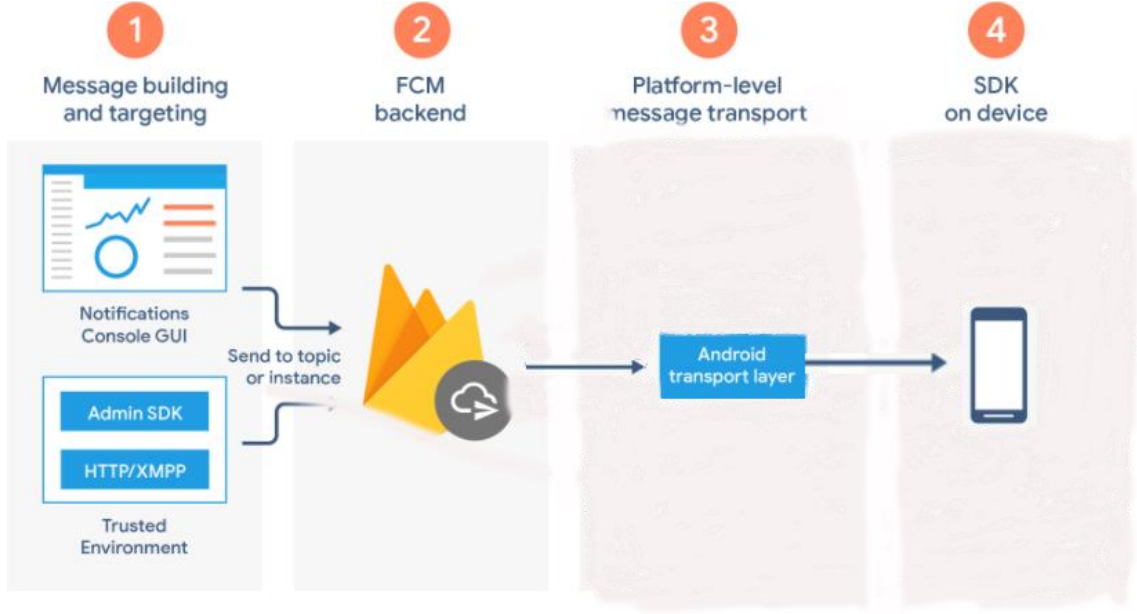 1
Message building
and targeting
2
FCM
backend
3
Platform-level
message transport
4
SDK
on device
Notifications
Console GUI
Send to topic
or instance
Admin SDK
HTTP/XMPP
Trusted
Environment
Android
transport layer